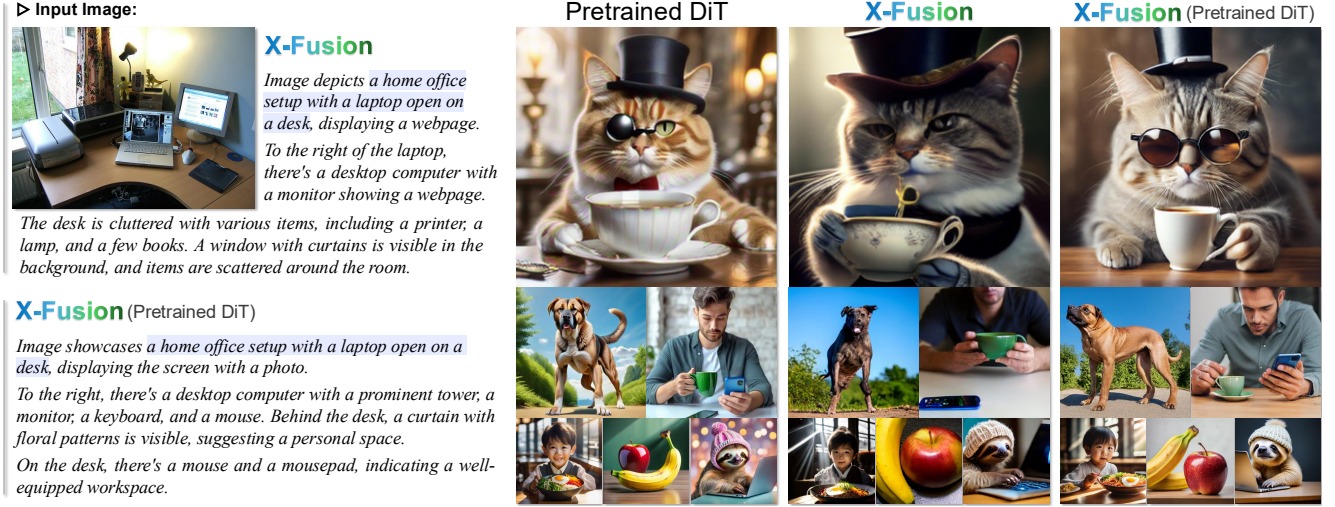 ▷ Input Image:
X-Fusion
Image depicts a home office
setup with a laptop open on
a desk, displaying a webpage.
To the right of the laptop,
there's a desktop computer with
a monitor showing a webpage.
The desk is cluttered with various items, including a printer, a
lamp, and a few books. A window with curtains is visible in the
background, and items are scattered around the room.
X-Fusion (Pretrained DiT)
Image showcases a home office setup with a laptop open on a
desk, displaying the screen with a photo.
To the right, there's a desktop computer with a prominent tower, a
monitor, a keyboard, and a mouse. Behind the desk, a curtain with
floral patterns is visible, suggesting a personal space.
On the desk, there's a mouse and a mousepad, indicating a well-
equipped workspace.
Pretrained DiT
X-Fusion
X-Fusion (Pretrained DiT)